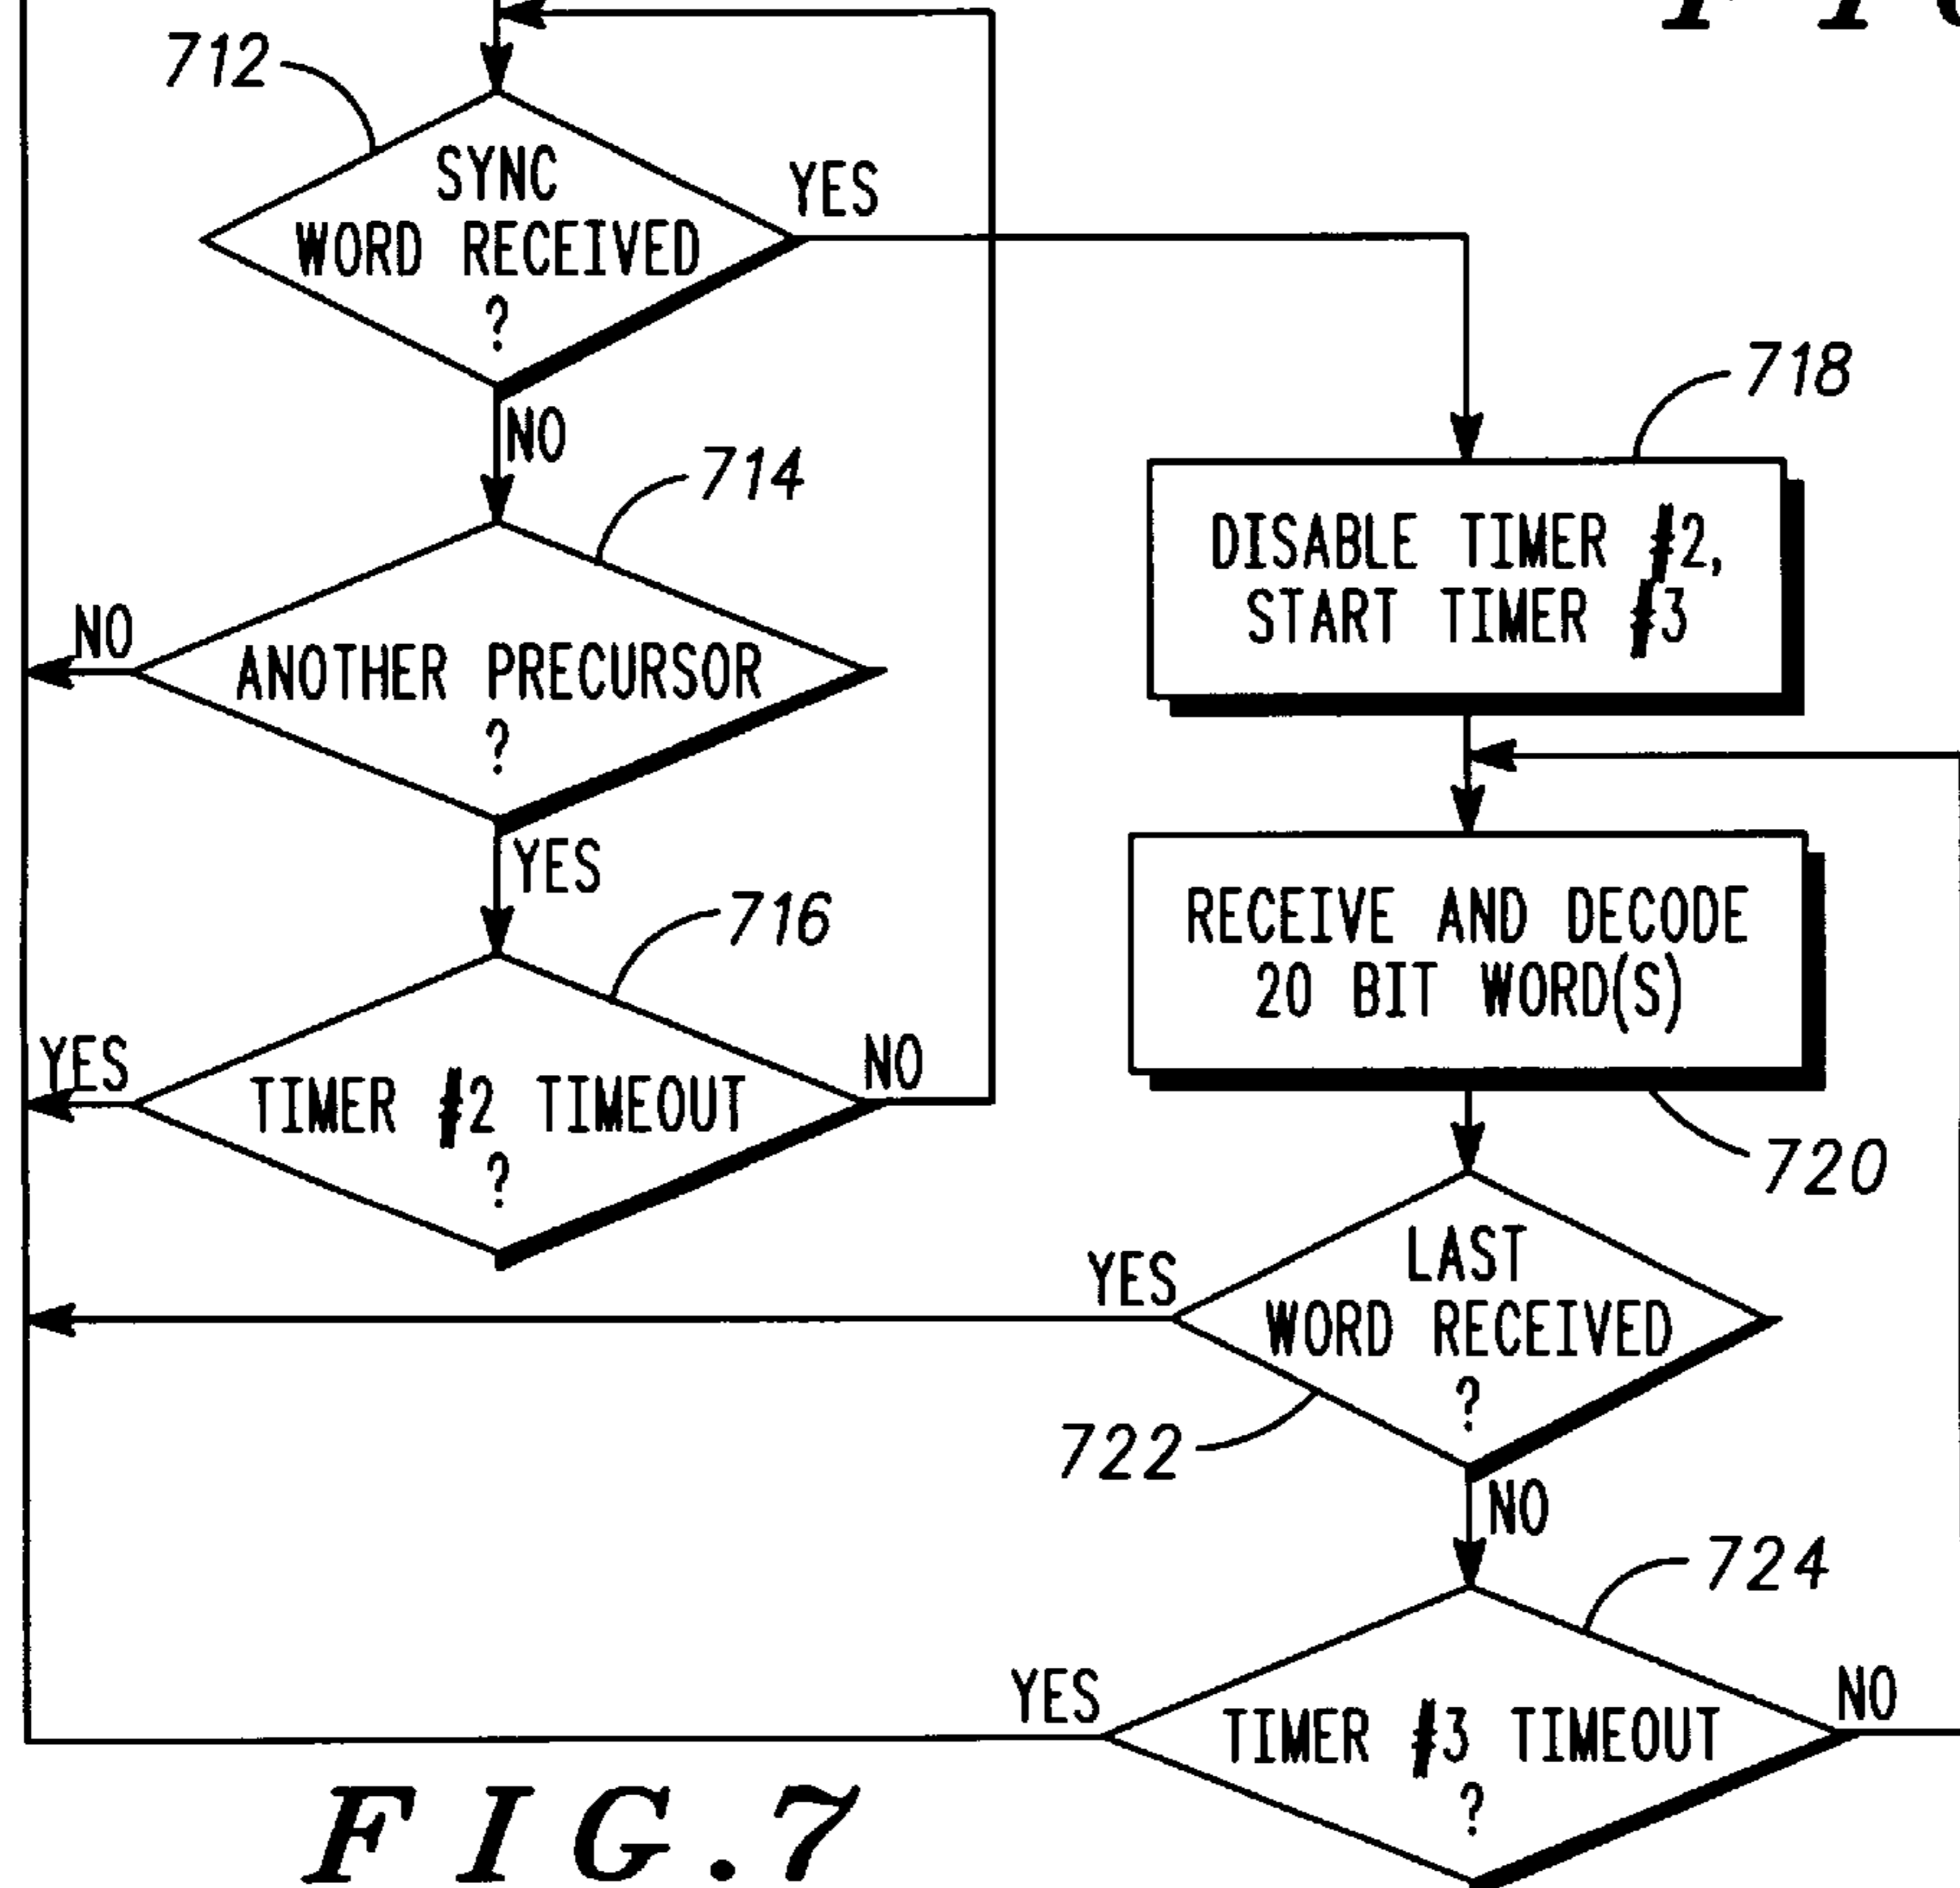 712
SYNC
WORD RECEIVED
?
YES
NO
714
ANOTHER PRECURSOR
?
NO
YES
716
TIMER #2 TIMEOUT
?
YES
NO
718
DISABLE TIMER #2,
START TIMER #3
RECEIVE AND DECODE
20 BIT WORD(S)
720
LAST
WORD RECEIVED
?
YES
722
NO
724
TIMER #3 TIMEOUT
?
YES
NO
FIG.7